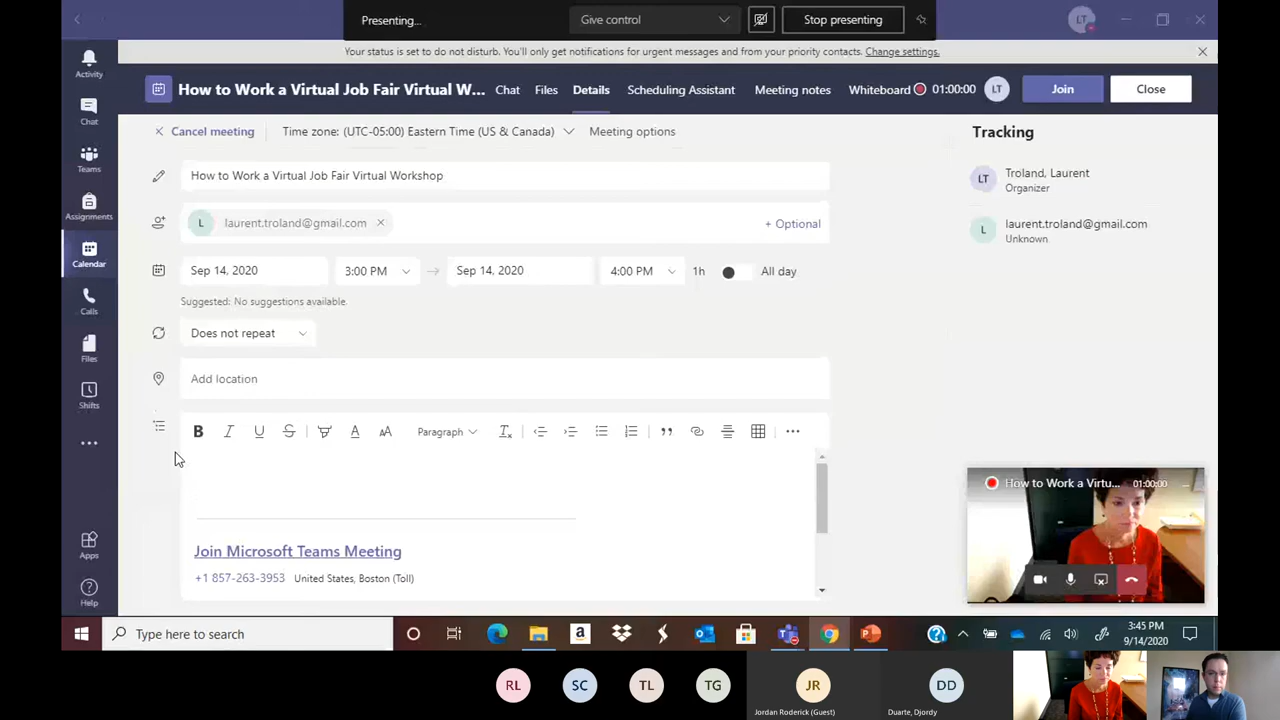 Presenting...
Give control
Stop presenting
LT
Your status is set to do not disturb. You'll only get notifications for urgent messages and from your priority contacts. Change settings.
Activity
Chat
Teams
Assignments
Calendar
Calls
Files
Shifts
Apps
Help
How to Work a Virtual Job Fair Virtual W...
Chat
Files
Details
Scheduling Assistant
Meeting notes
Whiteboard
01:00:00
LT
Join
Close
Cancel meeting
Time zone: (UTC-05:00) Eastern Time (US & Canada)
Meeting options
How to Work a Virtual Job Fair Virtual Workshop
L
laurent.troland@gmail.com
+ Optional
Sep 14, 2020
3:00 PM
Sep 14, 2020
4:00 PM
1h
All day
Suggested: No suggestions available.
Does not repeat
Add location
B I U S A AA Paragraph
Join Microsoft Teams Meeting
+1 857-263-3953 United States, Boston (Toll)
Tracking
LT
Troland, Laurent
Organizer
L
laurent.troland@gmail.com
Unknown
How to Work a Virtu...
01:00:00
Type here to search
3:45 PM
9/14/2020
RL
SC
TL
TG
JR
Jordan Roderick (Guest)
DD
Duarte, Djordy